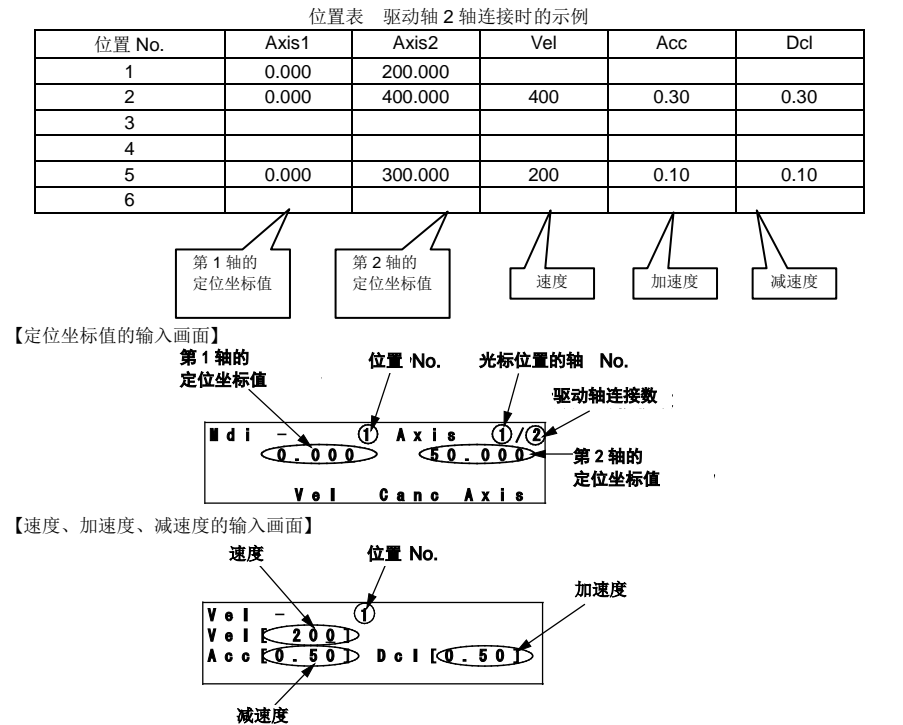 位置表 驱动轴 2 轴连接时的示例
位置 No. Axis1 Axis2 Vel Acc Dcl
1 0.000 200.000
2 0.000 400.000 400 0.30 0.30
3
4
5 0.000 300.000 200 0.10 0.10
6
第 1 轴的
定位坐标值
第 2 轴的
定位坐标值
速度
加速度
减速度
【定位坐标值的输入画面】
第 1 轴的
定位坐标值
位置 No.
光标位置的轴 No.
驱动轴连接数
Mdi - 1 Axis 1/2
0.000 50.000
第 2 轴的
定位坐标值
Vel Canc Axis
【速度、加速度、减速度的输入画面】
速度
位置 No.
加速度
Vel - 1
Vel[ 200]
Acc[0.50] Dcl[0.50]
减速度